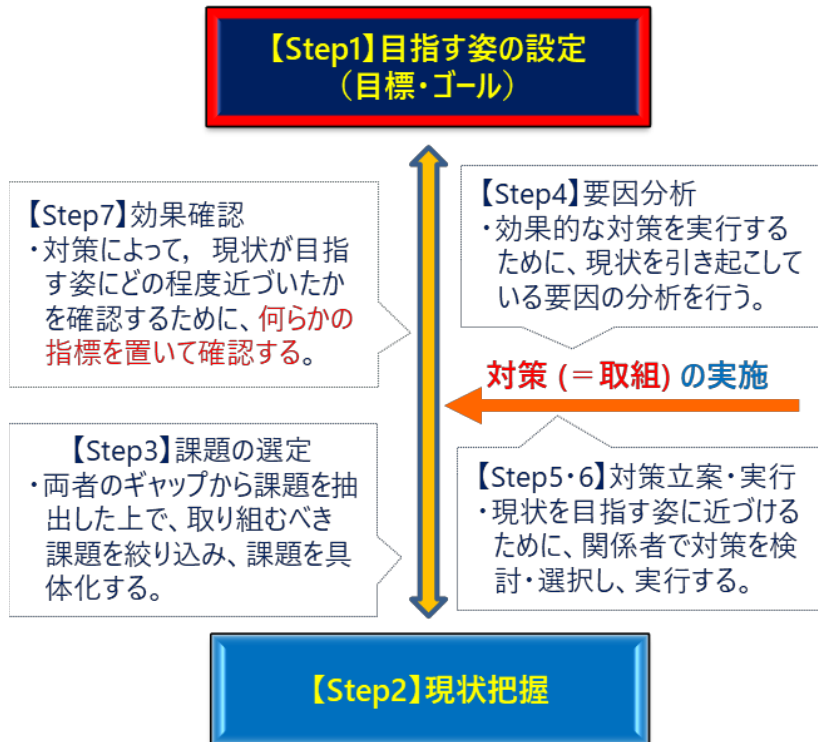 【Step1】目指す姿の設定
（目標・ゴール）
【Step7】効果確認
・対策によって， 現状が目指
す姿にどの程度近づいたか
を確認するために、何らかの
指標を置いて確認する。
【Step4】要因分析
・効果的な対策を実行する
ために、現状を引き起こして
いる要因の分析を行う。
対策 (＝取組) の実施
【Step3】課題の選定
・両者のギャップから課題を抽
出した上で、取り組むべき
課題を絞り込み、課題を具
体化する。
【Step5・6】対策立案・実行
・現状を目指す姿に近づける
ために、関係者で対策を検
討・選択し、実行する。
【Step2】現状把握